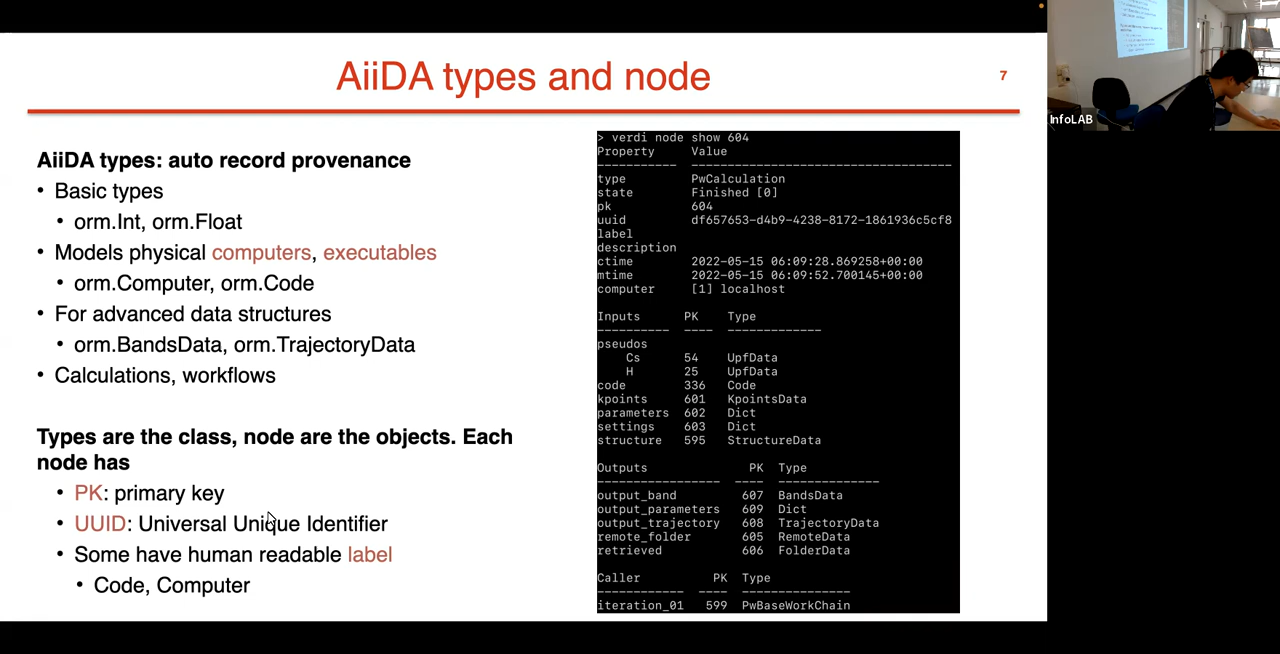 AiiDA types and node
7
InfoLAB
AiiDA types: auto record provenance
• Basic types
• orm.Int, orm.Float
• Models physical computers, executables
• orm.Computer, orm.Code
• For advanced data structures
• orm.BandsData, orm.TrajectoryData
• Calculations, workflows
Types are the class, node are the objects. Each
node has
• PK: primary key
• UUID: Universal Unique Identifier
• Some have human readable label
• Code, Computer
> verdi node show 604
Property Value
----------- ------------------------------------
type PwCalculation
state Finished [0]
pk 604
uuid df657653-d4b9-4238-8172-1861936c5cf8
label
description
ctime 2022-05-15 06:09:28.869258+00:00
mtime 2022-05-15 06:09:52.700145+00:00
computer [1] localhost
Inputs PK Type
---------- ---- -------------
pseudos
Cs 54 UpfData
H 25 UpfData
code 336 Code
kpoints 601 KpointsData
parameters 602 Dict
settings 603 Dict
structure 595 StructureData
Outputs PK Type
----------------- ---- --------------
output_band 607 BandsData
output_parameters 609 Dict
output_trajectory 608 TrajectoryData
remote_folder 605 RemoteData
retrieved 606 FolderData
Caller PK Type
------------ ---- ---------------
iteration_01 599 PwBaseWorkChain